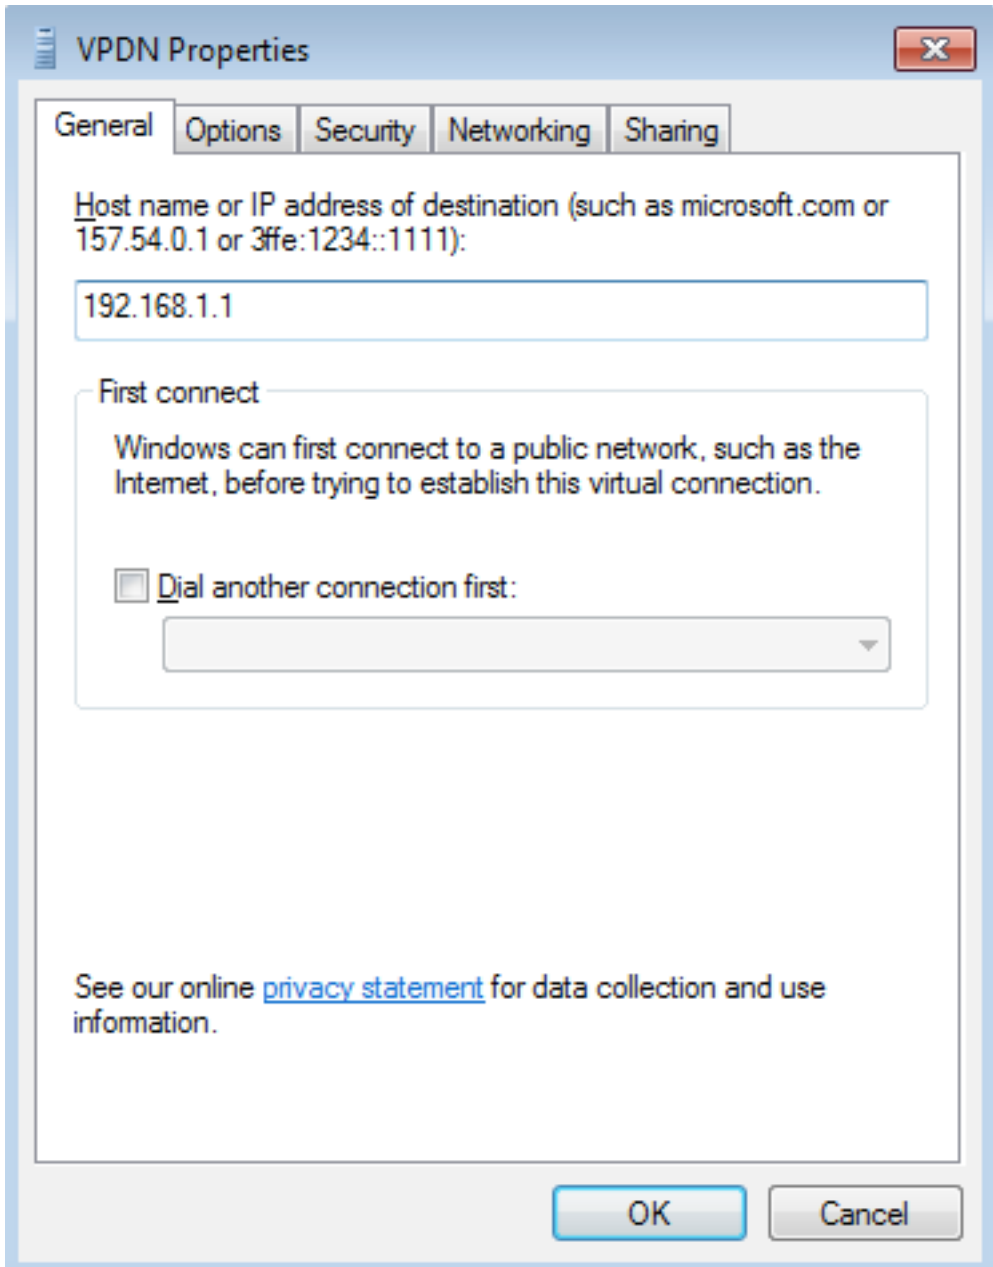 VPDN Properties
General Options Security Networking Sharing
Host name or IP address of destination (such as microsoft.com or
157.54.0.1 or 3ffe:1234::1111):
192.168.1.1
First connect
Windows can first connect to a public network, such as the
Internet, before trying to establish this virtual connection.
Dial another connection first:
See our online privacy statement for data collection and use
information.
OK Cancel